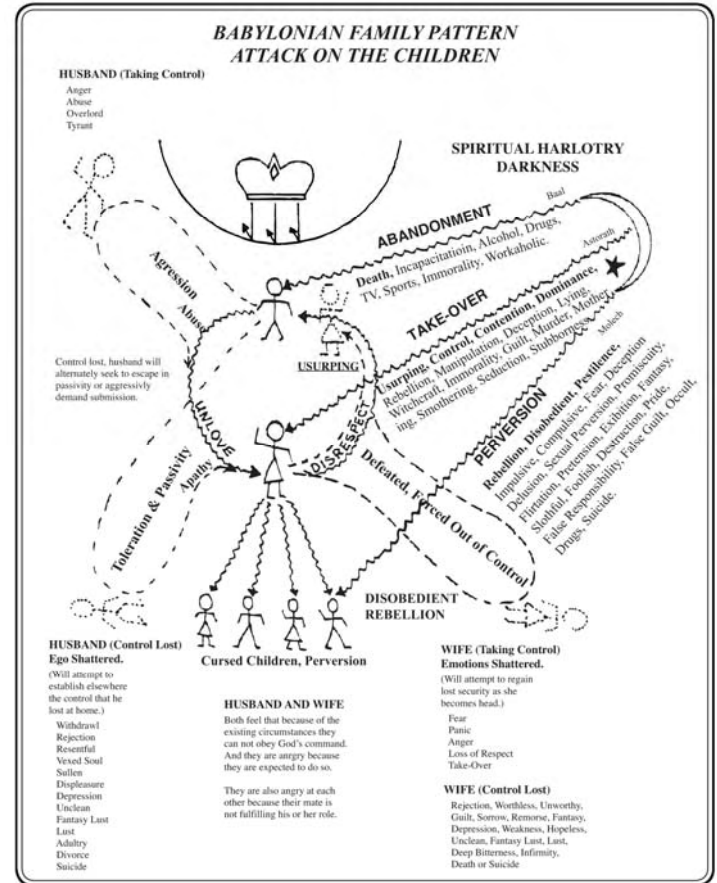 BABYLONIAN FAMILY PATTERN
ATTACK ON THE CHILDREN
HUSBAND (Taking Control)
Anger
Abuse
Overlord
Tyrant
SPIRITUAL HARLOTRY
DARKNESS
Baal
ABANDONMENT
Death, Incapacitatioin, Alcohol, Drugs,
TV, Sports, Immorality, Workaholic.
Astorath
TAKE-OVER
Usurping, Control, Contention, Dominance,
Rebellion, Manipulation, Deception, Lying,
Witchcraft, Immorality, Guilt, Murder, Mother
ing, Smothering, Seduction, Stubborness
Molech
PERVERSION
Rebellion, Disobedient, Pestilence,
Impulsive, Compulsive, Fear, Deception
Delusion, Sexual Perversion, Promiscuity,
Flirtation, Pretension, Exibition, Fantasy,
Slothful, Foolish, Destruction, Pride,
False Responsibility, False Guilt, Occult,
Drugs, Suicide.
Agression
Abuse
USURPING
Control lost, husband will
alternately seek to escape in
passivity or aggressivly
demand submission.
UNLOVE
DISRESPECT
Toleration & Passivity
Apathy
Defeated, Forced Out of Control
DISOBEDIENT
REBELLION
Cursed Children, Perversion
HUSBAND (Control Lost)
Ego Shattered.
(Will attempt to
establish elsewhere
the control that he
lost at home.)
Withdrawl
Rejection
Resentful
Vexed Soul
Sullen
Displeasure
Depression
Unclean
Fantasy Lust
Lust
Adultry
Divorce
Suicide
HUSBAND AND WIFE
Both feel that because of the
existing circumstances they
can not obey God's command.
And they are anrgry because
they are expected to do so.
They are also angry at each
other because their mate is
not fulfilling his or her role.
WIFE (Taking Control)
Emotions Shattered.
(Will attempt to regain
lost security as she
becomes head.)
Fear
Panic
Anger
Loss of Respect
Take-Over
WIFE (Control Lost)
Rejection, Worthless, Unworthy,
Guilt, Sorrow, Remorse, Fantasy,
Depression, Weakness, Hopeless,
Unclean, Fantasy Lust, Lust,
Deep Bitterness, Infirmity,
Death or Suicide